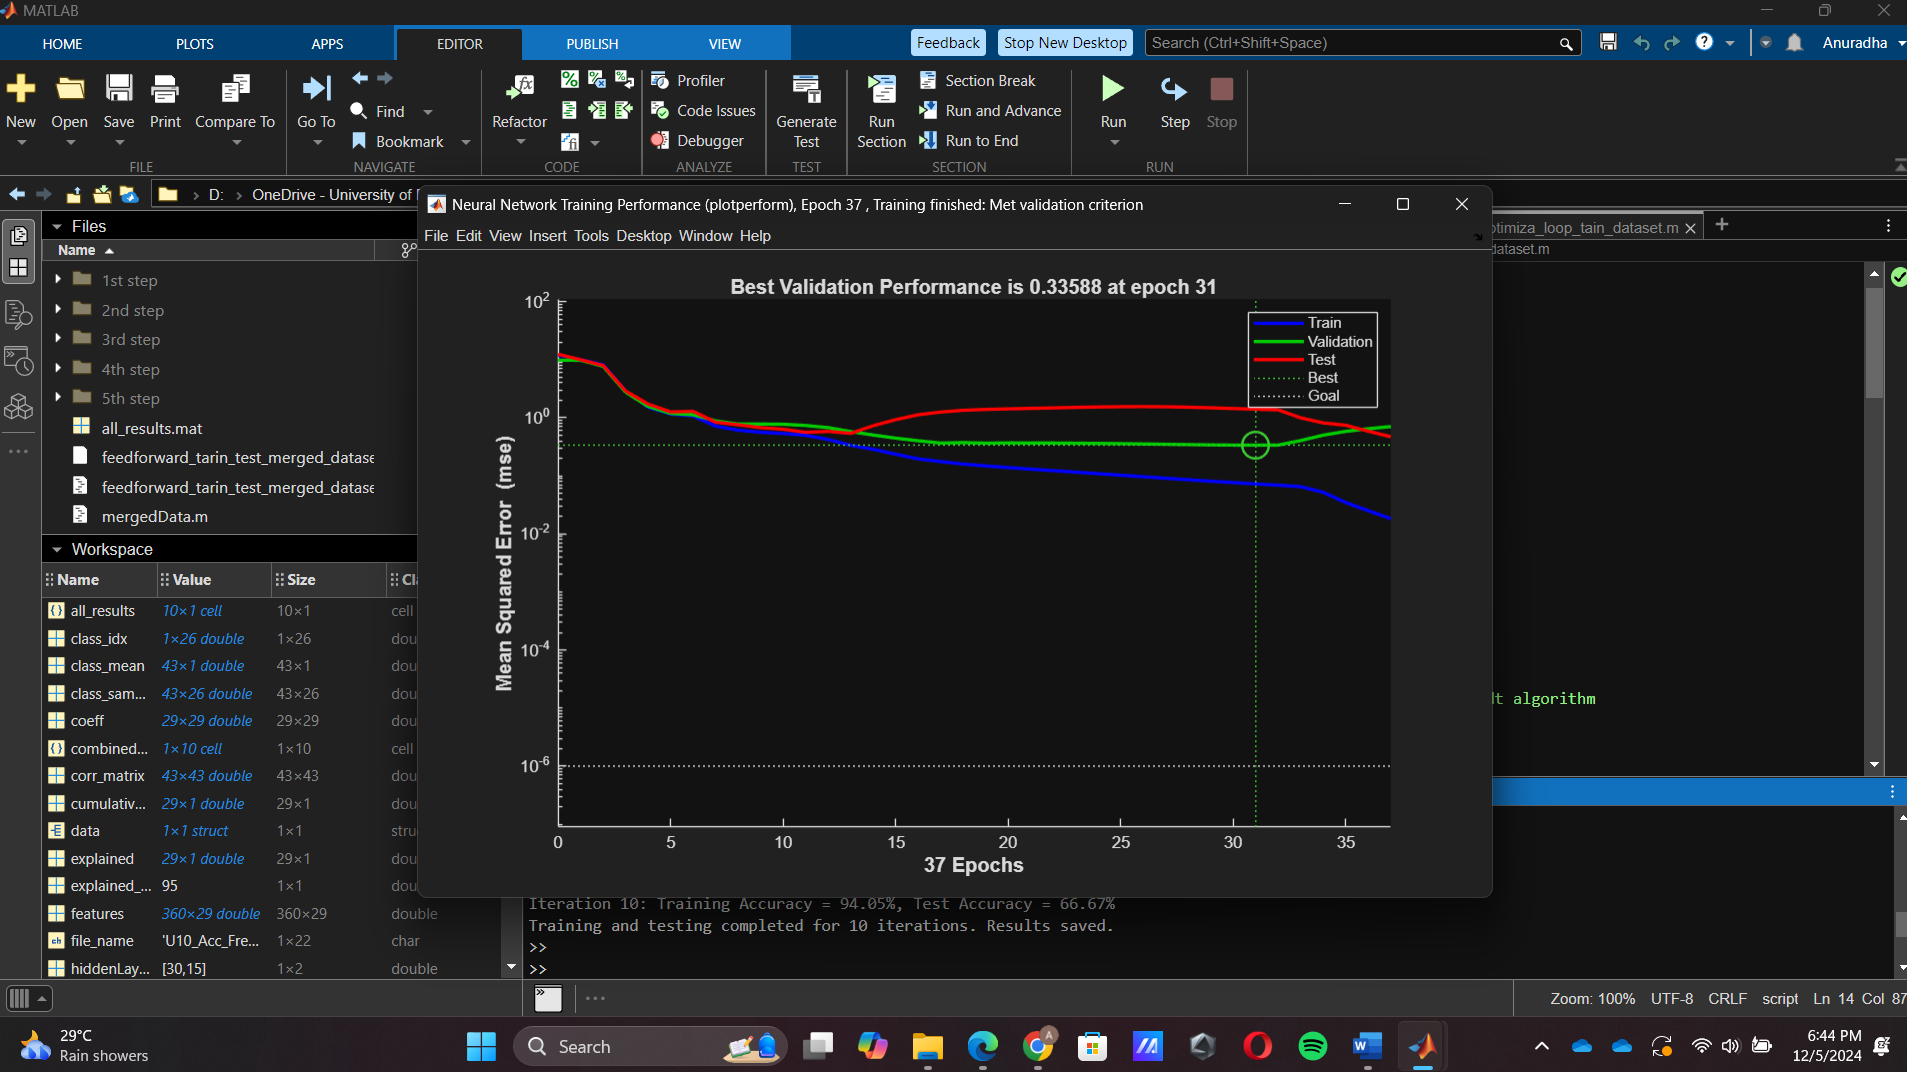 MATLAB
HOME PLOTS APPS EDITOR PUBLISH VIEW Feedback Stop New Desktop Search (Ctrl+Shift+Space) Anuradha
New Open Save Print Compare To Go To Find Bookmark Refactor Profiler Code Issues Debugger Generate Test Run Section Section Break Run and Advance Run to End Run Step Stop
FILE NAVIGATE CODE ANALYZE TEST SECTION RUN
D: OneDrive - University of
Neural Network Training Performance (plotperform), Epoch 37 , Training finished: Met validation criterion
File Edit View Insert Tools Desktop Window Help
timiza_loop_tain_dataset.m
dataset.m
Files
Name
1st step
2nd step
3rd step
4th step
5th step
all_results.mat
feedforward_tarin_test_merged_datase
feedforward_tarin_test_merged_datase
mergedData.m
Workspace
Name Value Size Cl
all_results 10×1 cell 10×1 cell
class_idx 1×26 double 1×26 dou
class_mean 43×1 double 43×1 dou
class_sam... 43×26 double 43×26 dou
coeff 29×29 double 29×29 dou
combined... 1×10 cell 1×10 cell
corr_matrix 43×43 double 43×43 dou
cumulativ... 29×1 double 29×1 dou
data 1×1 struct 1×1 stru
explained 29×1 double 29×1 dou
explained_... 95 1×1 dou
features 360×29 double 360×29 double
file_name 'U10_Acc_Fre... 1×22 char
hiddenLay... [30,15] 1×2 double
Best Validation Performance is 0.33588 at epoch 31
10²
10⁰
10⁻²
10⁻⁴
10⁻⁶
Mean Squared Error (mse)
Train
Validation
Test
Best
Goal
0 5 10 15 20 25 30 35
37 Epochs
lt algorithm
Iteration 10: Training Accuracy = 94.05%, Test Accuracy = 66.67%
Training and testing completed for 10 iterations. Results saved.
>>
>>
Zoom: 100% UTF-8 CRLF script Ln 14 Col 87
29°C
Rain showers
Search
6:44 PM
12/5/2024